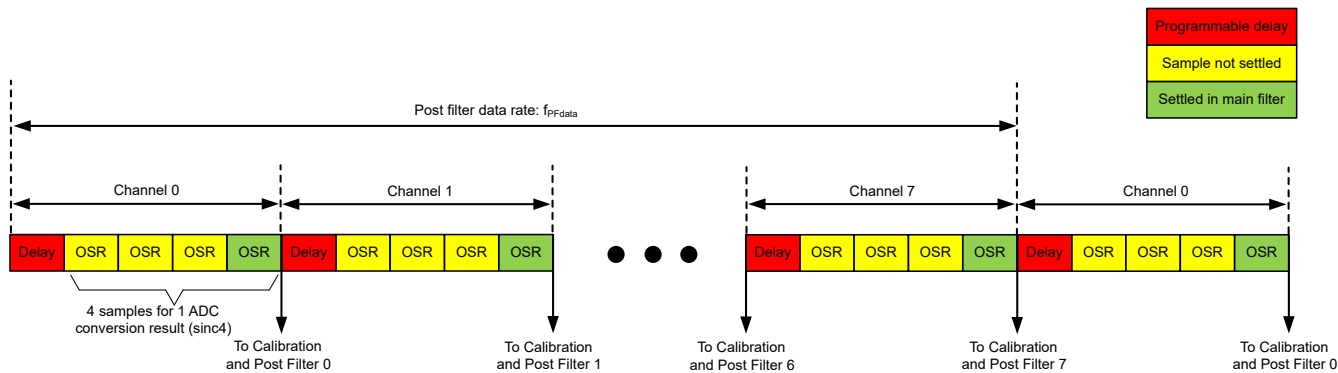 Programmable delay
Sample not settled
Settled in main filter
Post filter data rate: fPFdata
Channel 0
Channel 1
Channel 7
Channel 0
Delay OSR OSR OSR OSR Delay OSR OSR OSR OSR Delay OSR OSR OSR OSR Delay OSR OSR OSR OSR
4 samples for 1 ADC
conversion result (sinc4)
To Calibration
and Post Filter 0
To Calibration
and Post Filter 1
To Calibration
and Post Filter 6
To Calibration
and Post Filter 7
To Calibration
and Post Filter 0